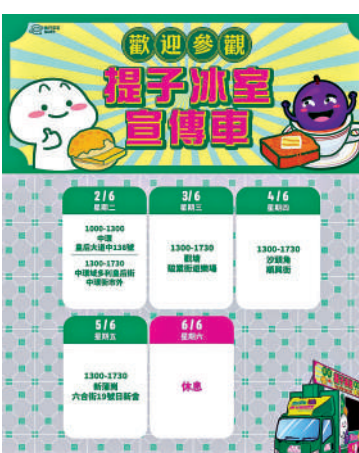 歡迎參觀
提子冰室
宣傳車
2/6
星期二
1000-1300
中環
皇后大道中138號
1300-1730
中環域多利皇后街
中環街市外
3/6
星期三
1300-1730
觀塘
駿業街遊樂場
4/6
星期四
1300-1730
沙頭角
順興街
5/6
星期五
1300-1730
新蒲崗
六合街19號日新舍
6/6
星期六
休息